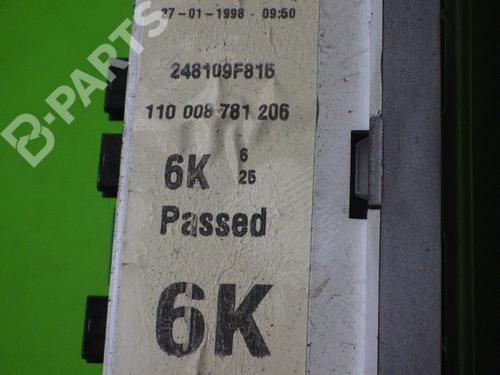 B-PARTS
27-01-1998 - 09:50
248109F815
110 008 781 206
6K 6
25
Passed
6K